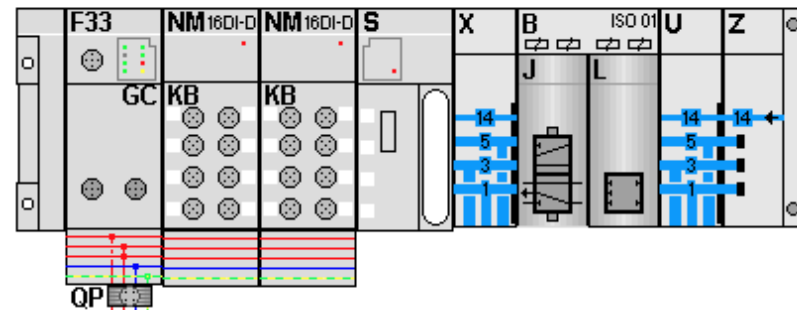 F33 NM 16DI-D NM 16DI-D S X B ISO 01 U Z
J L
GC KB KB
14 14 14
5 5
3 3
1 1
QP